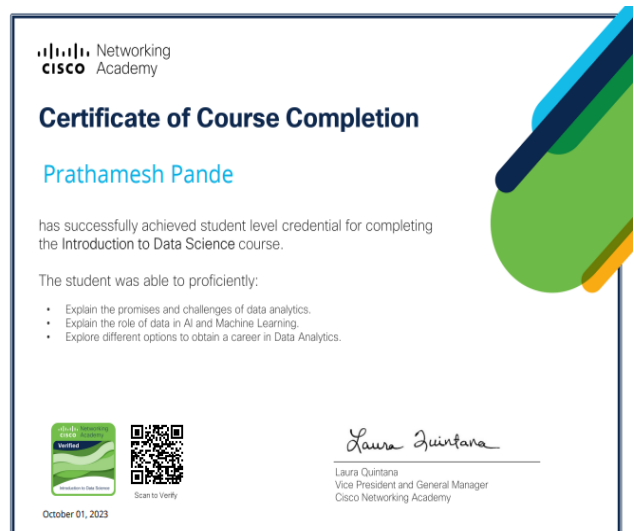 Networking
CISCO Academy
Certificate of Course Completion
Prathamesh Pande
has successfully achieved student level credential for completing
the Introduction to Data Science course.
The student was able to proficiently:
• Explain the promises and challenges of data analytics.
• Explain the role of data in AI and Machine Learning.
• Explore different options to obtain a career in Data Analytics.
Networking
CISCO Academy
Verified
Introduction to Data Science
Scan to Verify
October 01, 2023
Laura Quintana
Laura Quintana
Vice President and General Manager
Cisco Networking Academy